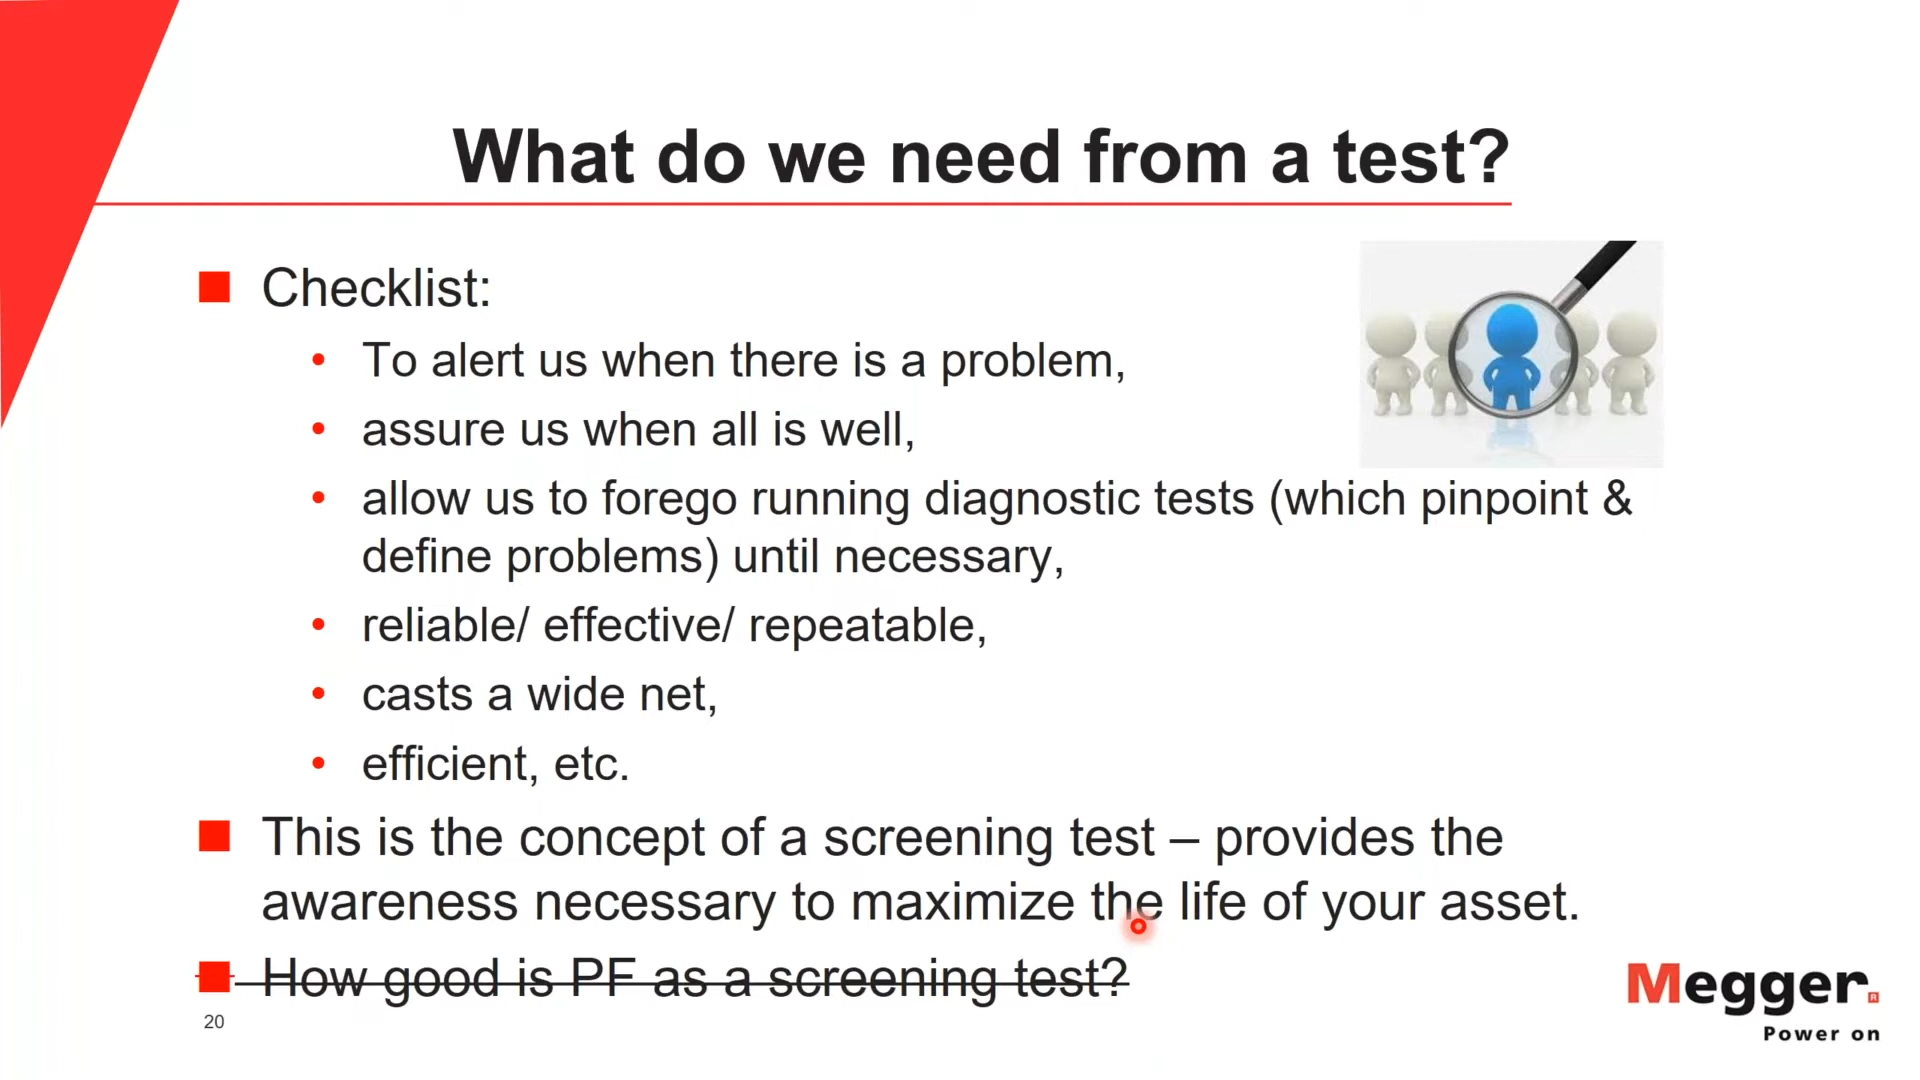 What do we need from a test?
Checklist:
• To alert us when there is a problem,
• assure us when all is well,
• allow us to forego running diagnostic tests (which pinpoint &
define problems) until necessary,
• reliable/ effective/ repeatable,
• casts a wide net,
• efficient, etc.
This is the concept of a screening test – provides the
awareness necessary to maximize the life of your asset.
How good is PF as a screening test?
20
Megger®
Power on